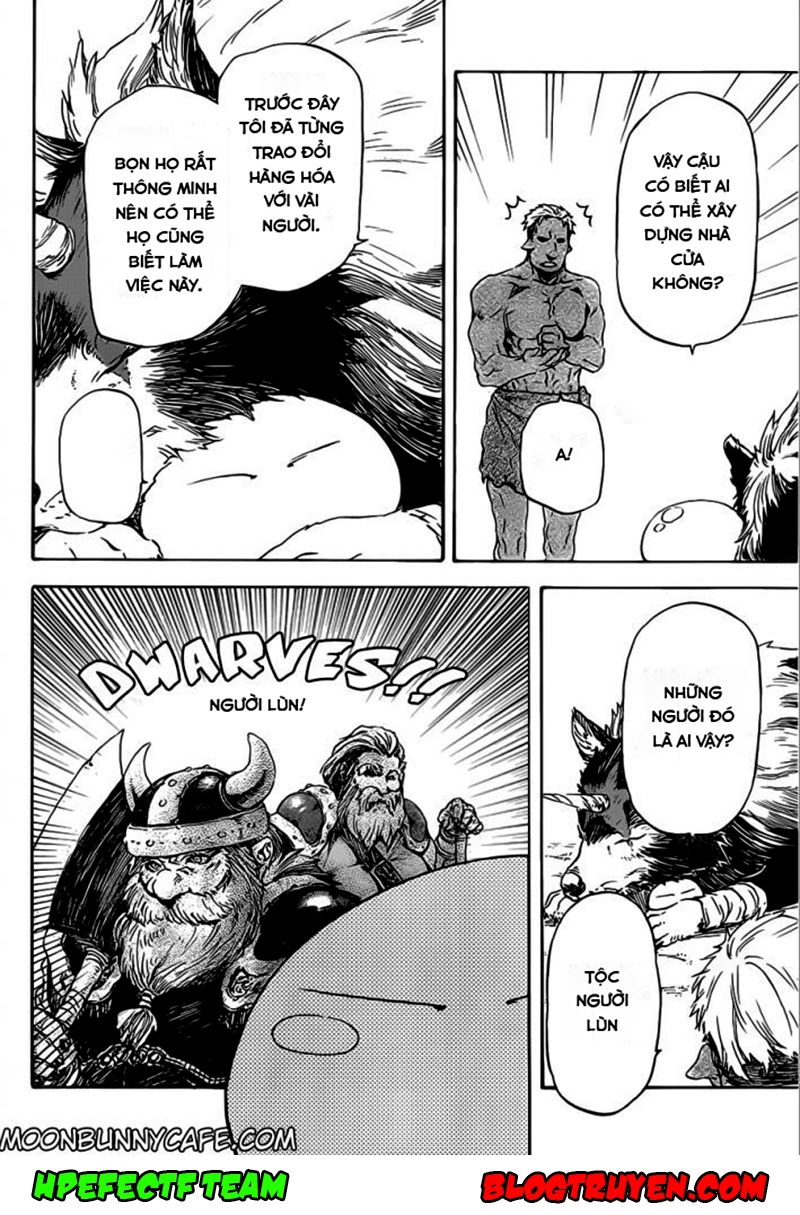 VẬY CẬU
CÓ BIẾT AI
CÓ THỂ XÂY
DỰNG NHÀ
CỬA
KHÔNG?
A!
TRƯỚC ĐÂY
TÔI ĐÃ TỪNG
TRAO ĐỔI
HÀNG HÓA
VỚI VÀI
NGƯỜI.
BỌN HỌ RẤT
THÔNG MINH
NÊN CÓ THỂ
HỌ CŨNG
BIẾT LÀM
VIỆC NÀY.
NHỮNG
NGƯỜI ĐÓ
LÀ AI VẬY?
TỘC
NGƯỜI
LÙN
DWARVES!!
NGƯỜI LÙN!
MOONBUNNYCAFE.COM
HPEFECTF TEAM
BLOGTRUYEN.COM